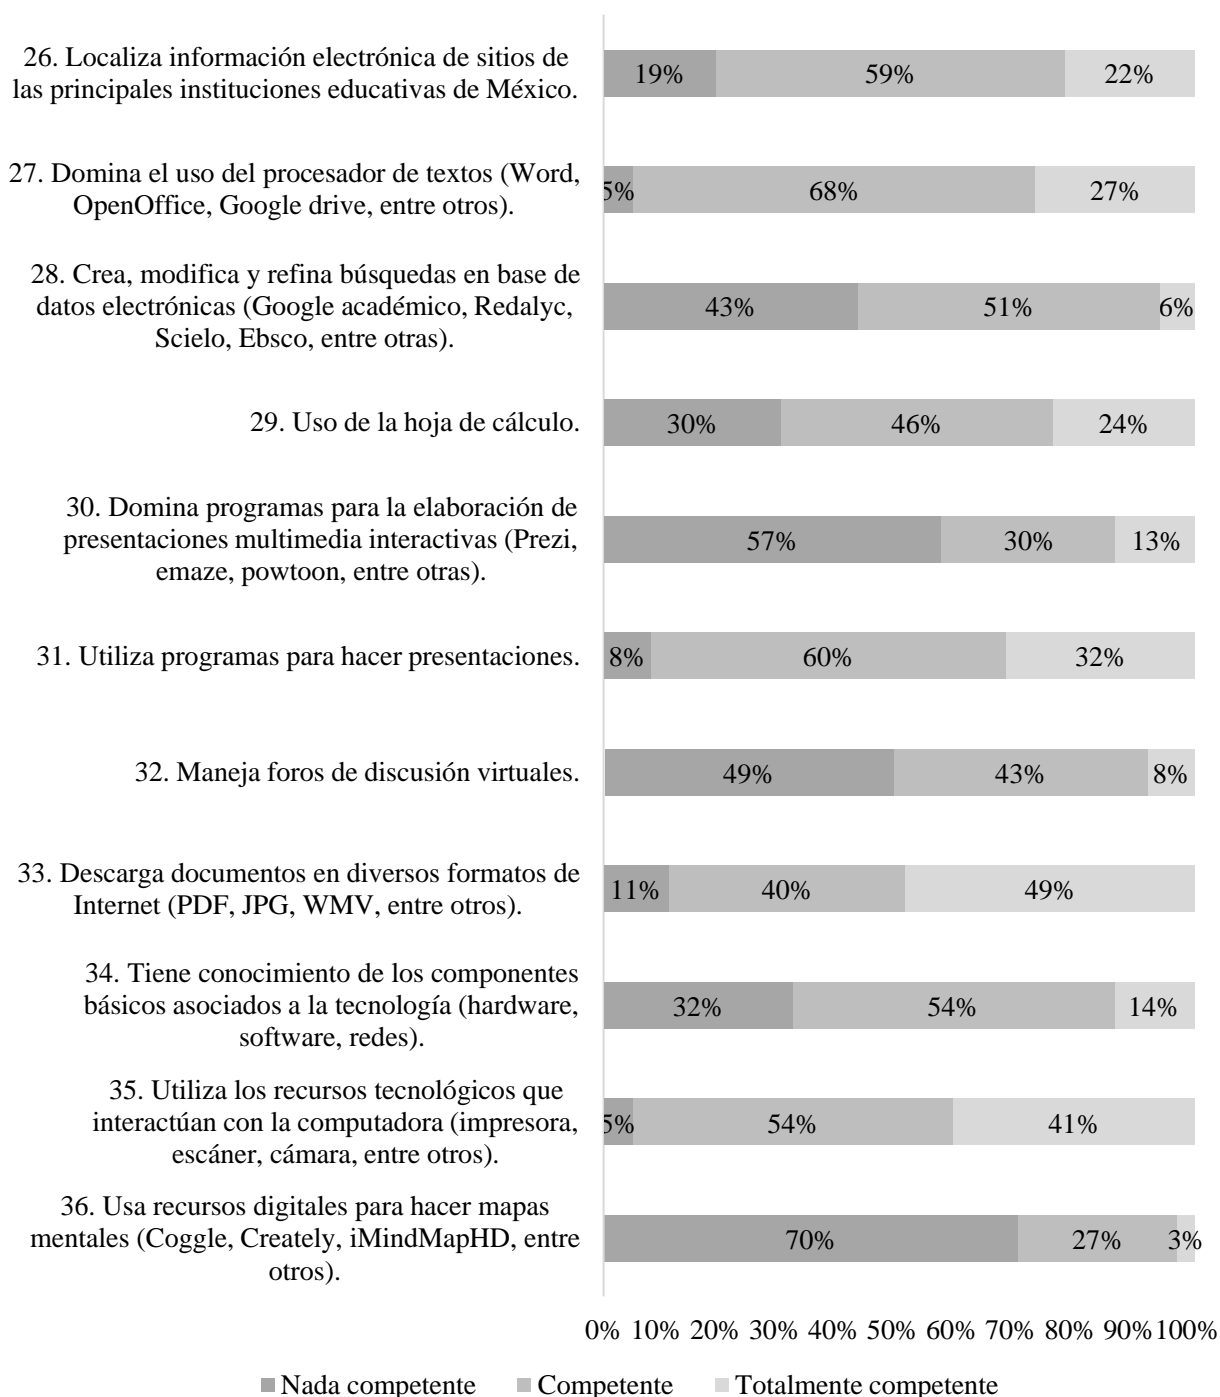 26. Localiza información electrónica de sitios de
las principales instituciones educativas de México.
19% 59% 22%
27. Domina el uso del procesador de textos (Word,
OpenOffice, Google drive, entre otros).
5% 68% 27%
28. Crea, modifica y refina búsquedas en base de
datos electrónicas (Google académico, Redalyc,
Scielo, Ebsco, entre otras).
43% 51% 6%
29. Uso de la hoja de cálculo.
30% 46% 24%
30. Domina programas para la elaboración de
presentaciones multimedia interactivas (Prezi,
emaze, powtoon, entre otras).
57% 30% 13%
31. Utiliza programas para hacer presentaciones.
8% 60% 32%
32. Maneja foros de discusión virtuales.
49% 43% 8%
33. Descarga documentos en diversos formatos de
Internet (PDF, JPG, WMV, entre otros).
11% 40% 49%
34. Tiene conocimiento de los componentes
básicos asociados a la tecnología (hardware,
software, redes).
32% 54% 14%
35. Utiliza los recursos tecnológicos que
interactúan con la computadora (impresora,
escáner, cámara, entre otros).
5% 54% 41%
36. Usa recursos digitales para hacer mapas
mentales (Coggle, Creately, iMindMapHD, entre
otros).
70% 27% 3%
0% 10% 20% 30% 40% 50% 60% 70% 80% 90% 100%
Nada competente Competente Totalmente competente